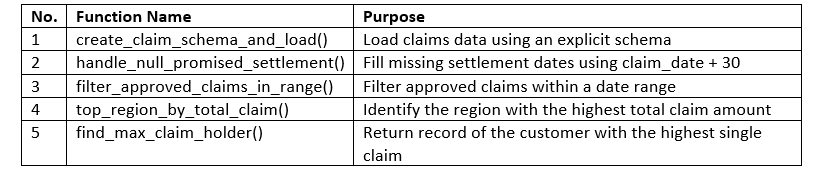 No. Function Name Purpose
1 create_claim_schema_and_load() Load claims data using an explicit schema
2 handle_null_promised_settlement() Fill missing settlement dates using claim_date + 30
3 filter_approved_claims_in_range() Filter approved claims within a date range
4 top_region_by_total_claim() Identify the region with the highest total claim amount
5 find_max_claim_holder() Return record of the customer with the highest single
claim